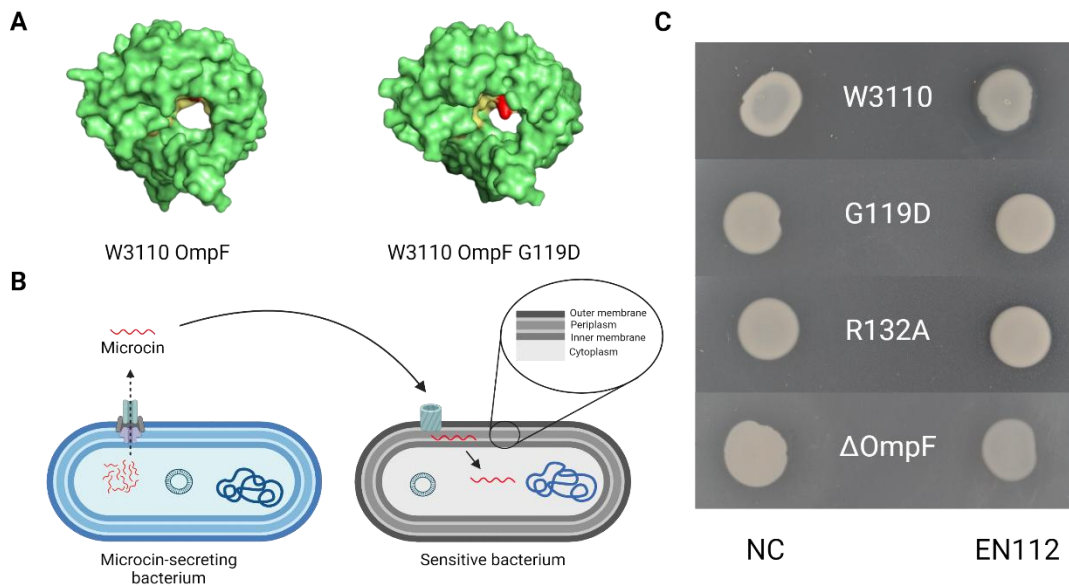 A
W3110 OmpF
W3110 OmpF G119D
B
Microcin
Outer membrane
Periplasm
Inner membrane
Cytoplasm
Microcin-secreting
bacterium
Sensitive bacterium
C
W3110
G119D
R132A
ΔOmpF
NC
EN112